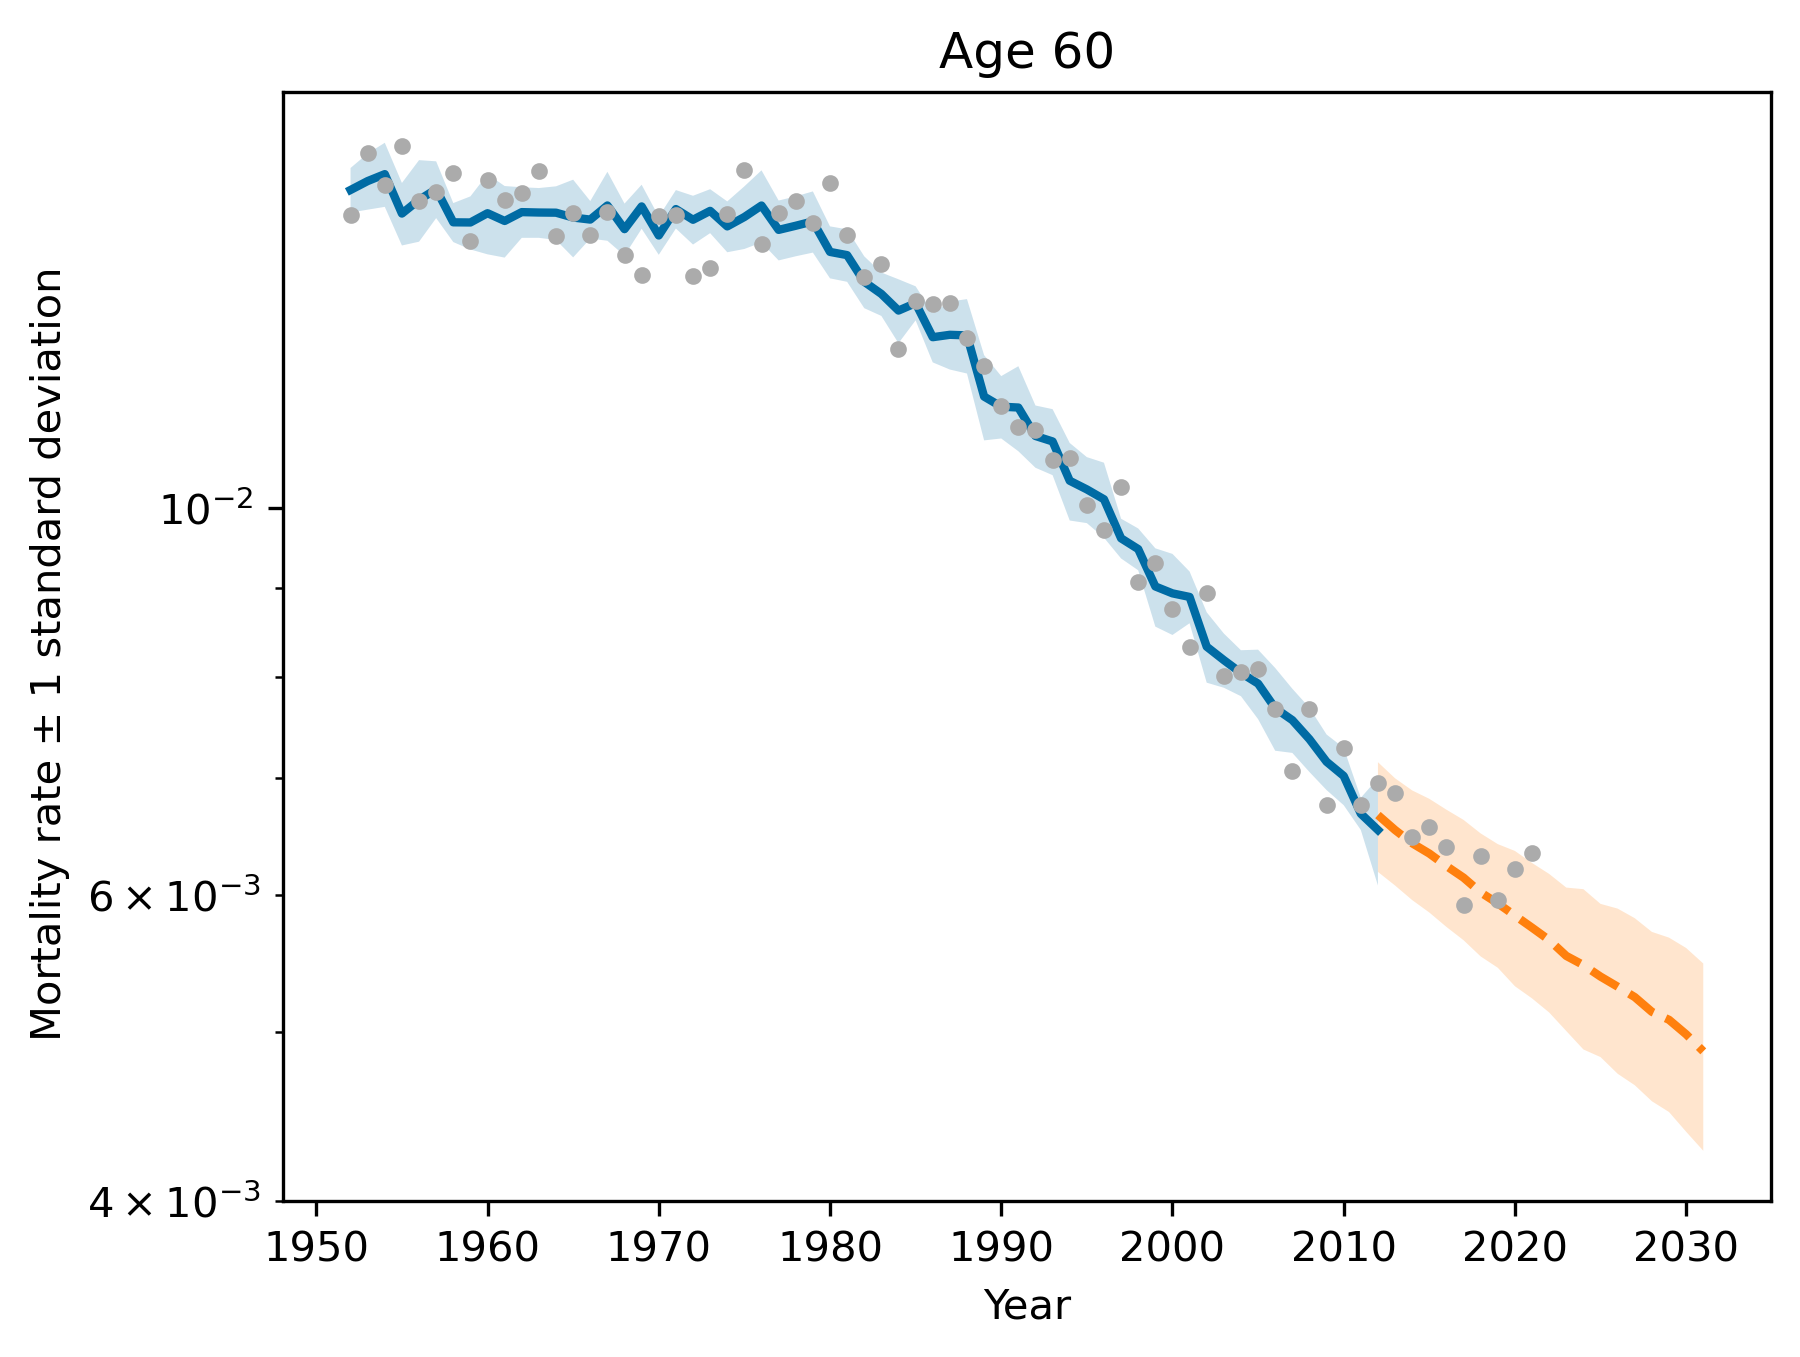 Age 60
Mortality rate ± 1 standard deviation
10⁻²
6 × 10⁻³
4 × 10⁻³
1950 1960 1970 1980 1990 2000 2010 2020 2030
Year